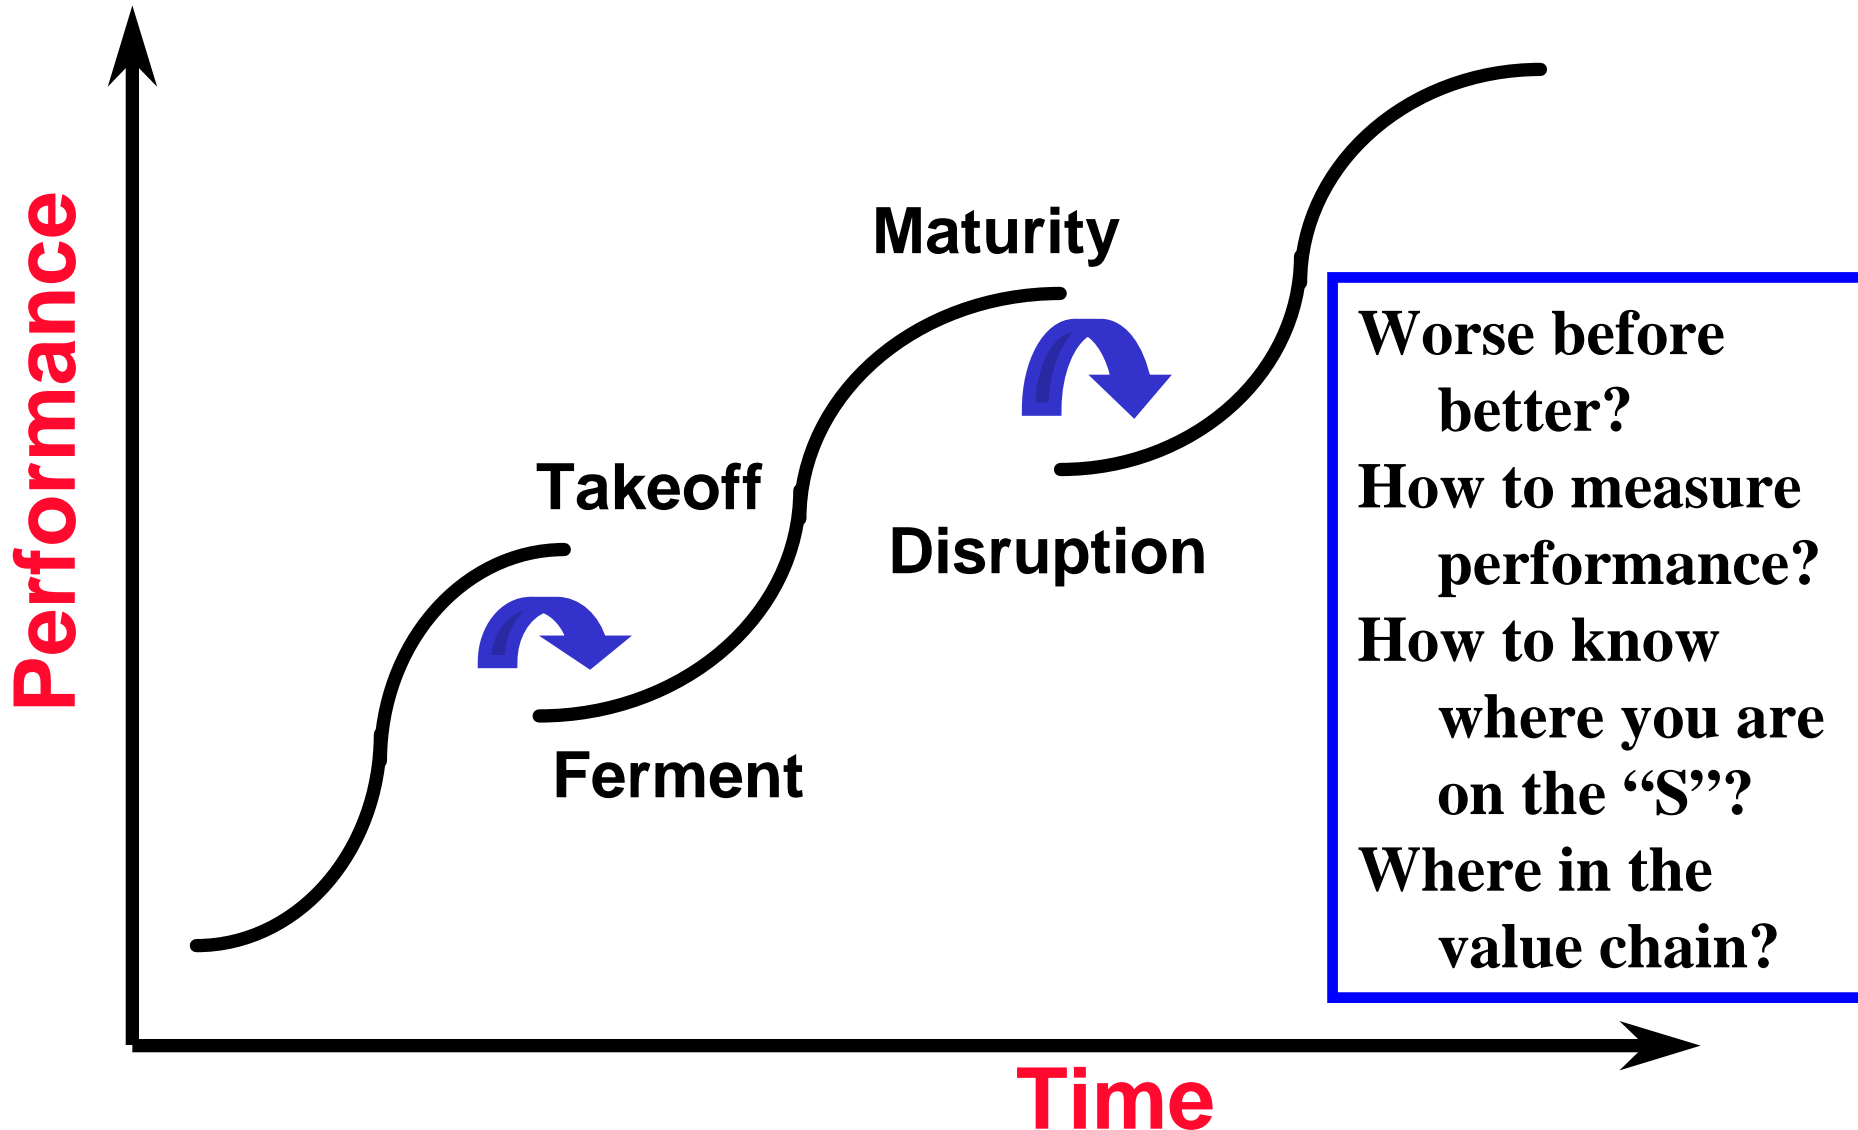 Performance
Maturity
Takeoff
Disruption
Ferment
Worse before
better?
How to measure
performance?
How to know
where you are
on the “S”?
Where in the
value chain?
Time